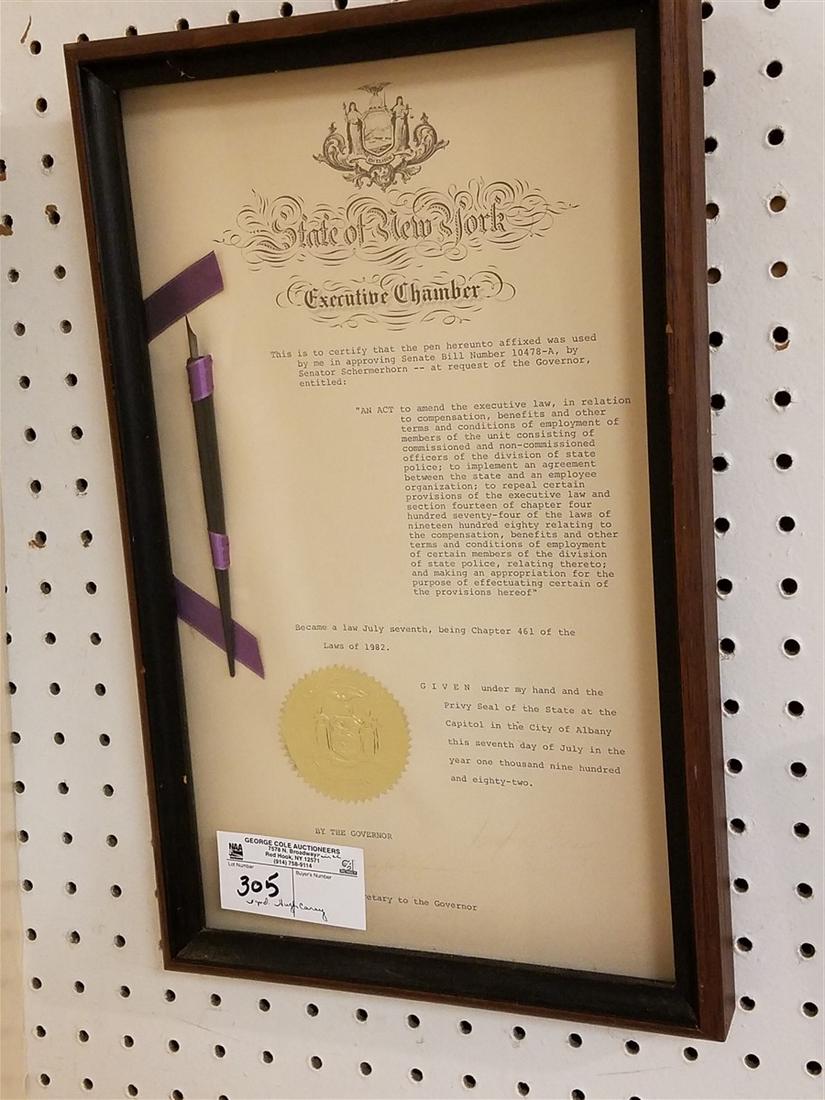 EXCELSIOR
State of New York
Executive Chamber
This is to certify that the pen hereunto affixed was used
by me in approving Senate Bill Number 10478-A, by
Senator Schermerhorn -- at request of the Governor,
entitled:
"AN ACT to amend the executive law, in relation
to compensation, benefits and other
terms and conditions of employment of
members of the unit consisting of
commissioned and non-commissioned
officers of the division of state
police; to implement an agreement
between the state and an employee
organization; to repeal certain
provisions of the executive law and
section fourteen of chapter four
hundred seventy-four of the laws of
nineteen hundred eighty relating to
the compensation, benefits and other
terms and conditions of employment
of certain members of the division
of state police, relating thereto;
and making an appropriation for the
purpose of effectuating certain of
the provisions hereof"
Became a law July seventh, being Chapter 461 of the
Laws of 1982.
G I V E N under my hand and the
Privy Seal of the State at the
Capitol in the City of Albany
this seventh day of July in the
year one thousand nine hundred
and eighty-two.
BY THE GOVERNOR
retary to the Governor
NAA
GEORGE COLE AUCTIONEERS
7578 N. Broadway
Red Hook, NY 12571
(914) 758-9114
Lot Number
Buyer's Number
305
Hugh Carey